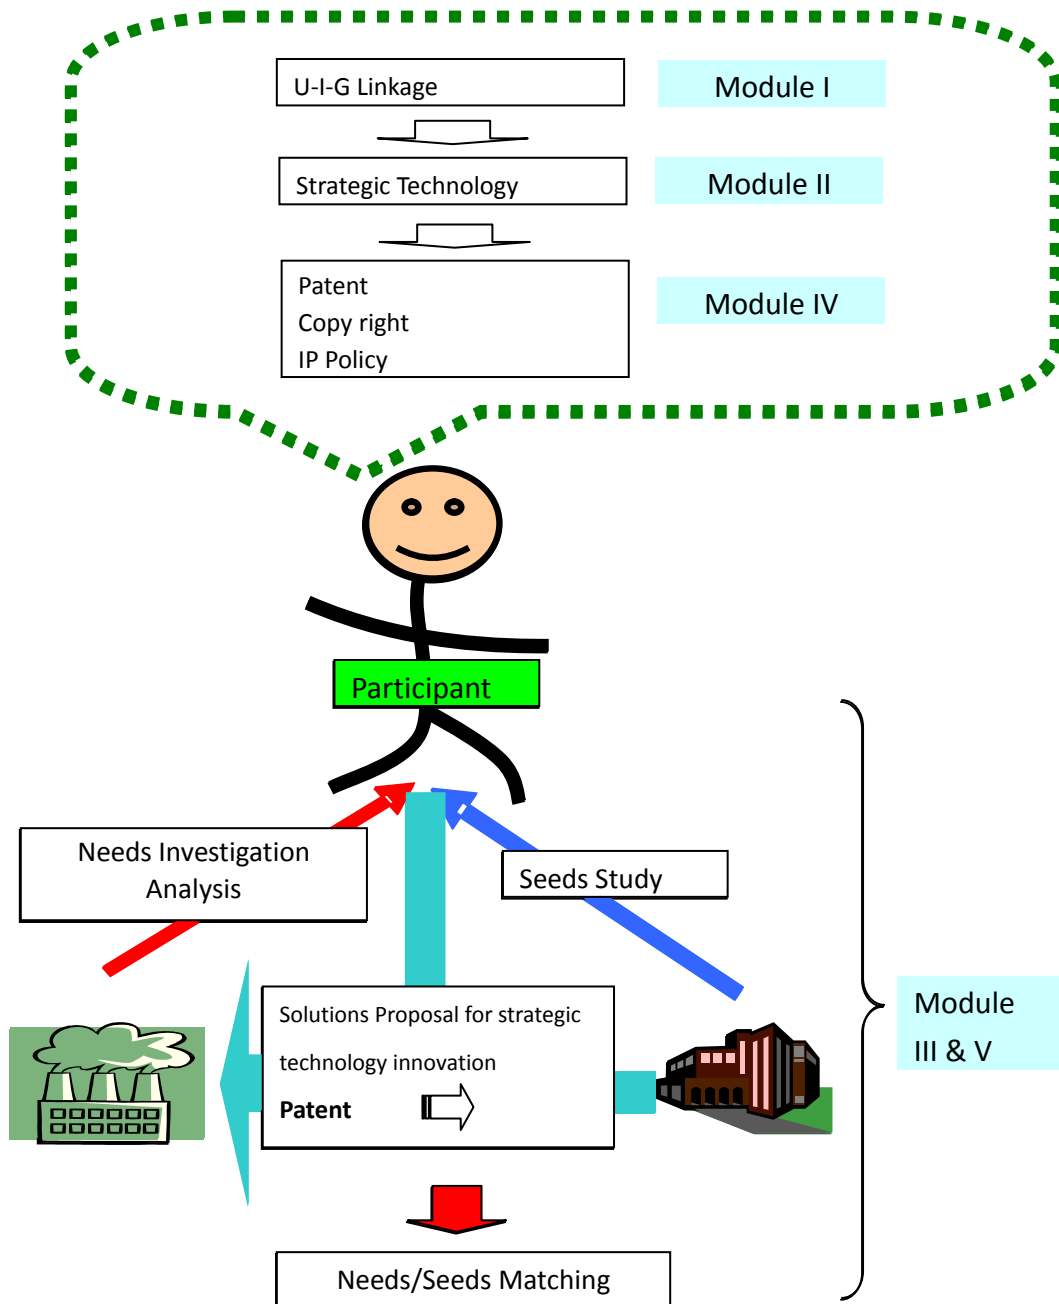 U-I-G Linkage
Module I
Strategic Technology
Module II
Patent
Copy right
IP Policy
Module IV
Participant
Needs Investigation
Analysis
Seeds Study
Solutions Proposal for strategic
technology innovation
Patent
Module
III & V
Needs/Seeds Matching